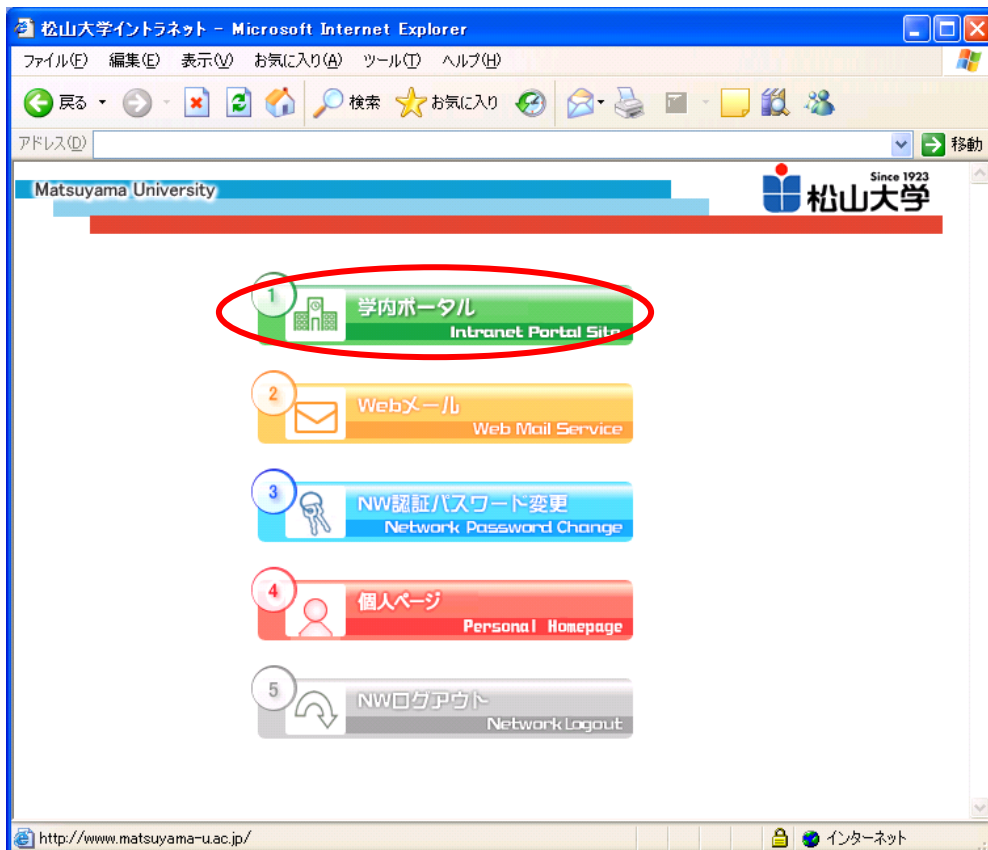 松山大学イントラネット - Microsoft Internet Explorer
ファイル(F) 編集(E) 表示(V) お気に入り(A) ツール(T) ヘルプ(H)
戻る 検索 お気に入り
アドレス(D) 移動
Matsuyama University
Since 1923
松山大学
1
学内ポータル
Intranet Portal Site
2
Webメール
Web Mail Service
3
NW認証パスワード変更
Network Password Change
4
個人ページ
Personal Homepage
5
NWログアウト
Network Logout
http://www.matsuyama-u.ac.jp/ インターネット